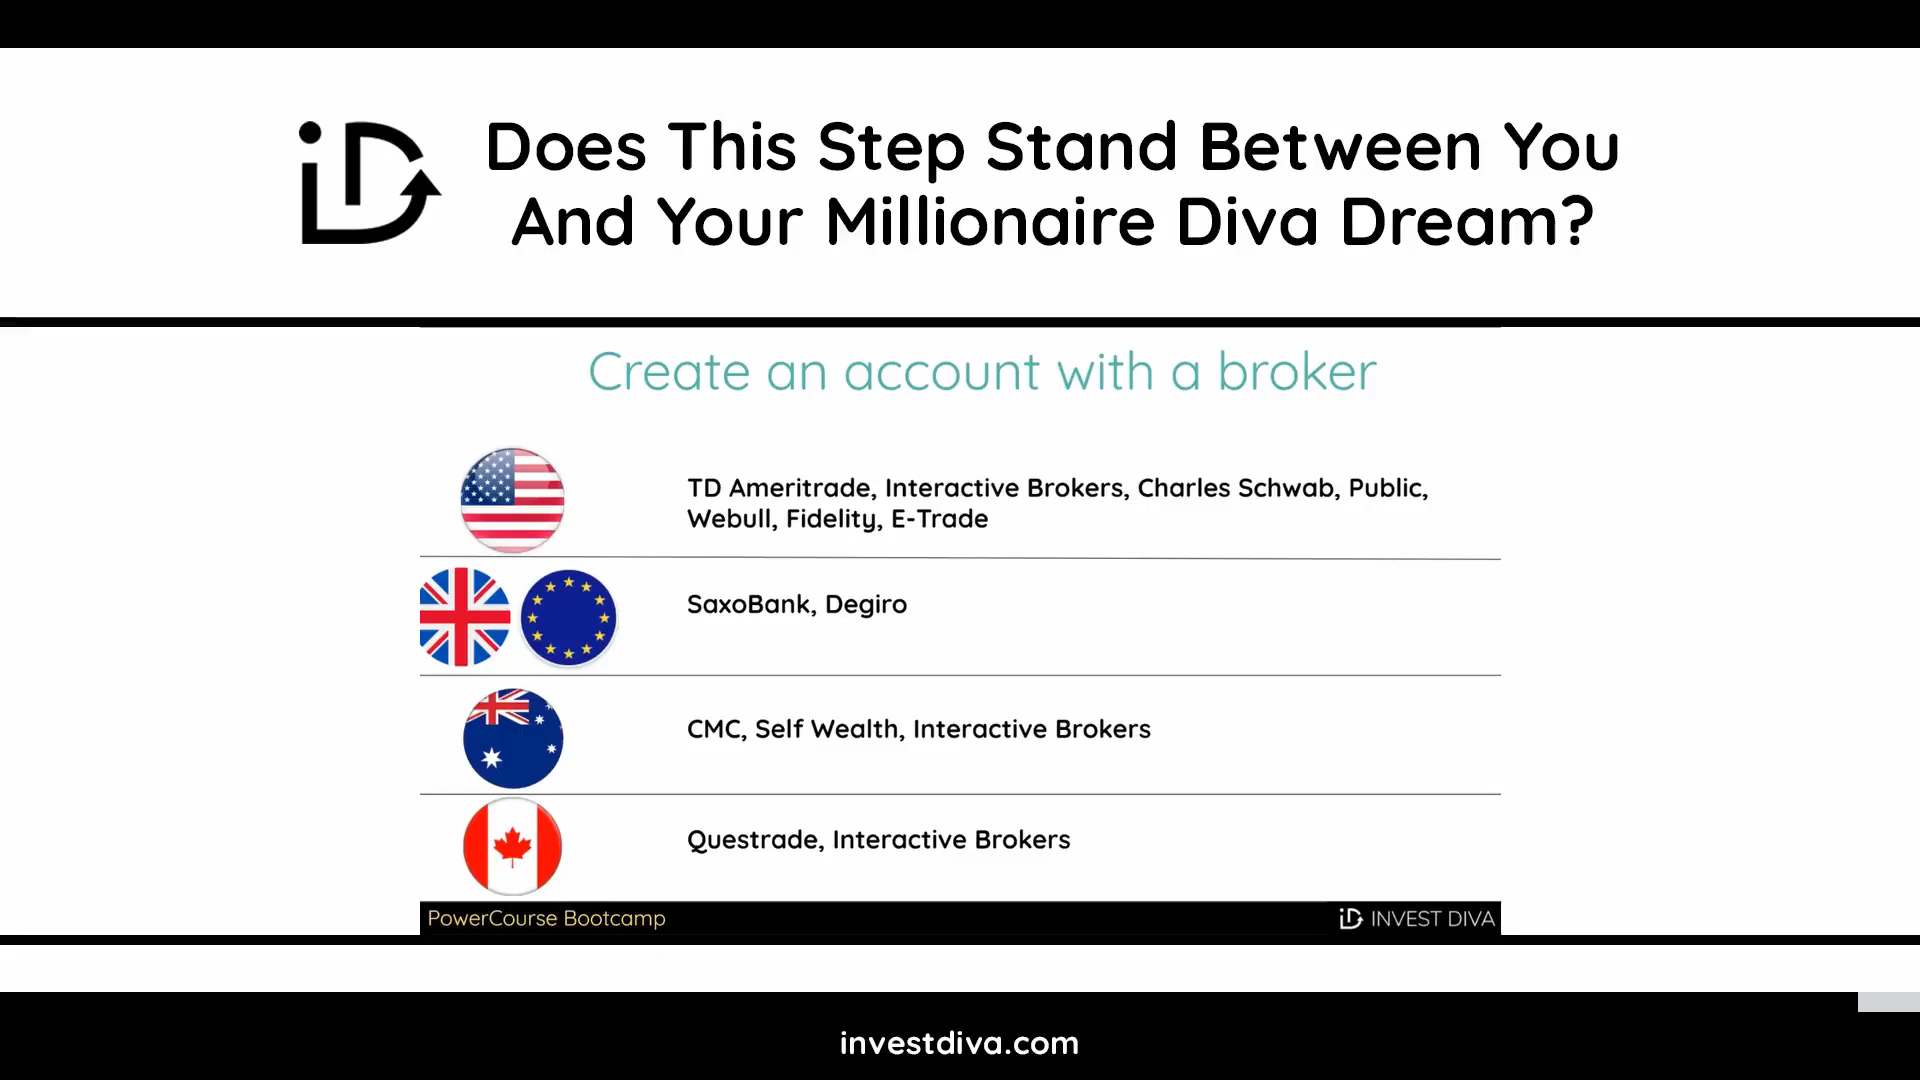 iD
Does This Step Stand Between You
And Your Millionaire Diva Dream?
Create an account with a broker
TD Ameritrade, Interactive Brokers, Charles Schwab, Public,
Webull, Fidelity, E-Trade
SaxoBank, Degiro
CMC, Self Wealth, Interactive Brokers
Questrade, Interactive Brokers
PowerCourse Bootcamp
iD INVEST DIVA
investdiva.com